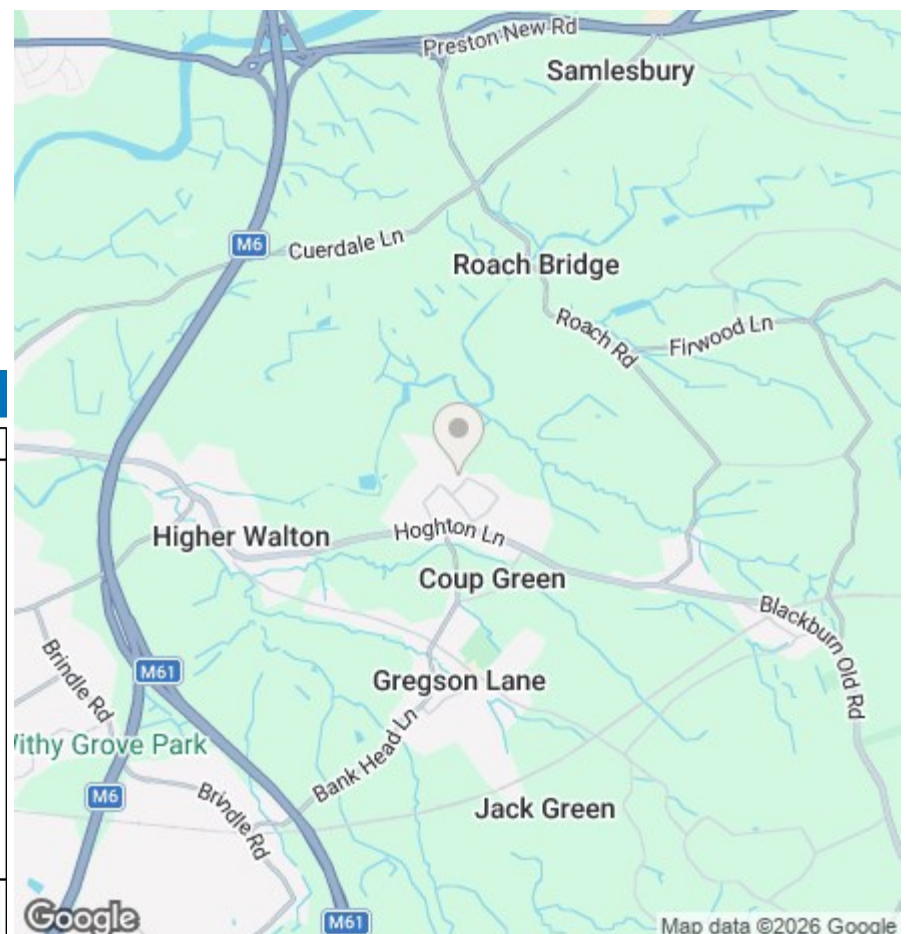 Preston New Rd
Samlesbury
M6
Cuerdale Ln
Roach Bridge
Roach Rd
Firwood Ln
Higher Walton
Hoghton Ln
Coup Green
Blackburn Old Rd
Brindle Rd
M61
Gregson Lane
Withy Grove Park
Bank Head Ln
M6
Brindle Rd
Jack Green
Google
M61
Map data ©2026 Google